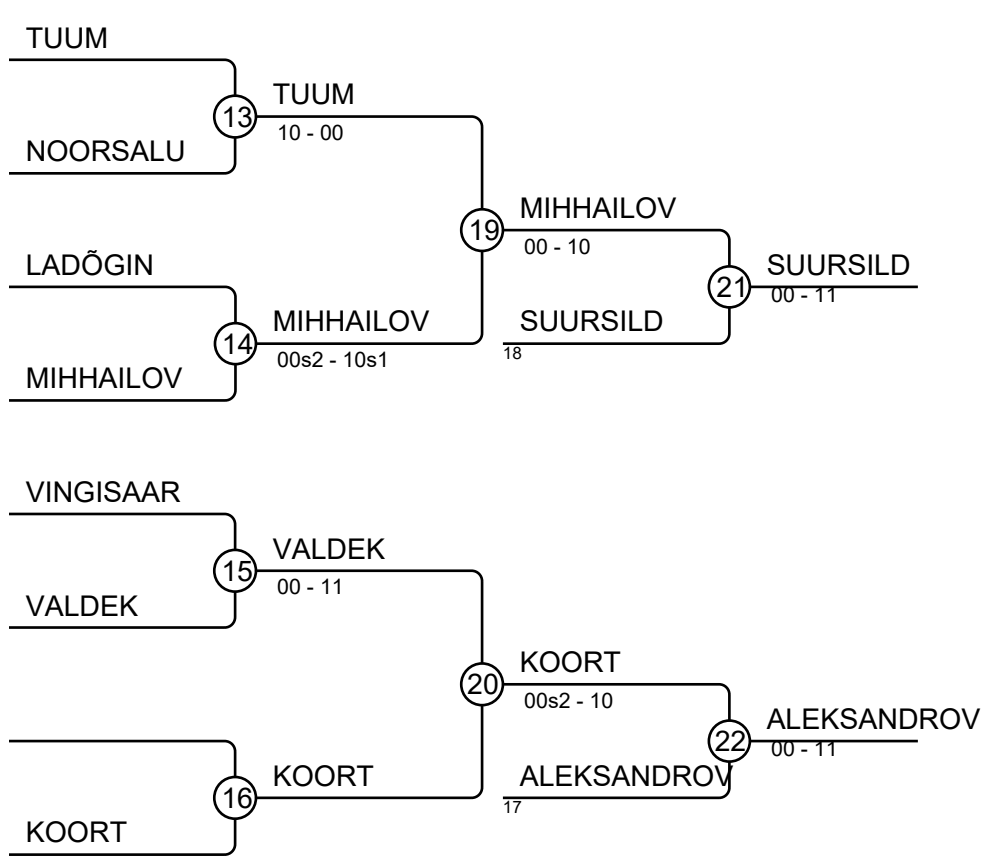 TUUM
TUUM
13
10 - 00
NOORSALU
MIHHAILOV
19
00 - 10
LADÕGIN
SUURSILD
21
00 - 11
MIHHAILOV
SUURSILD
14
00s2 - 10s1
18
MIHHAILOV
VINGISAAR
VALDEK
15
00 - 11
VALDEK
KOORT
20
00s2 - 10
ALEKSANDROV
22
00 - 11
KOORT
ALEKSANDROV
16
17
KOORT